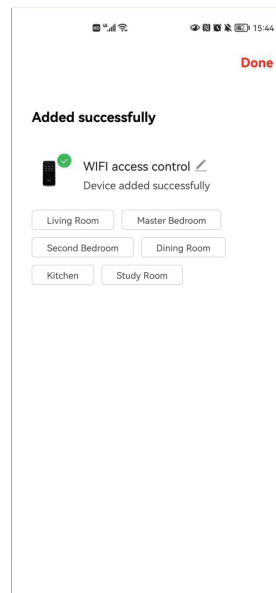 15:44
Done
Added successfully
WIFI access control
Device added successfully
Living Room Master Bedroom
Second Bedroom Dining Room
Kitchen Study Room